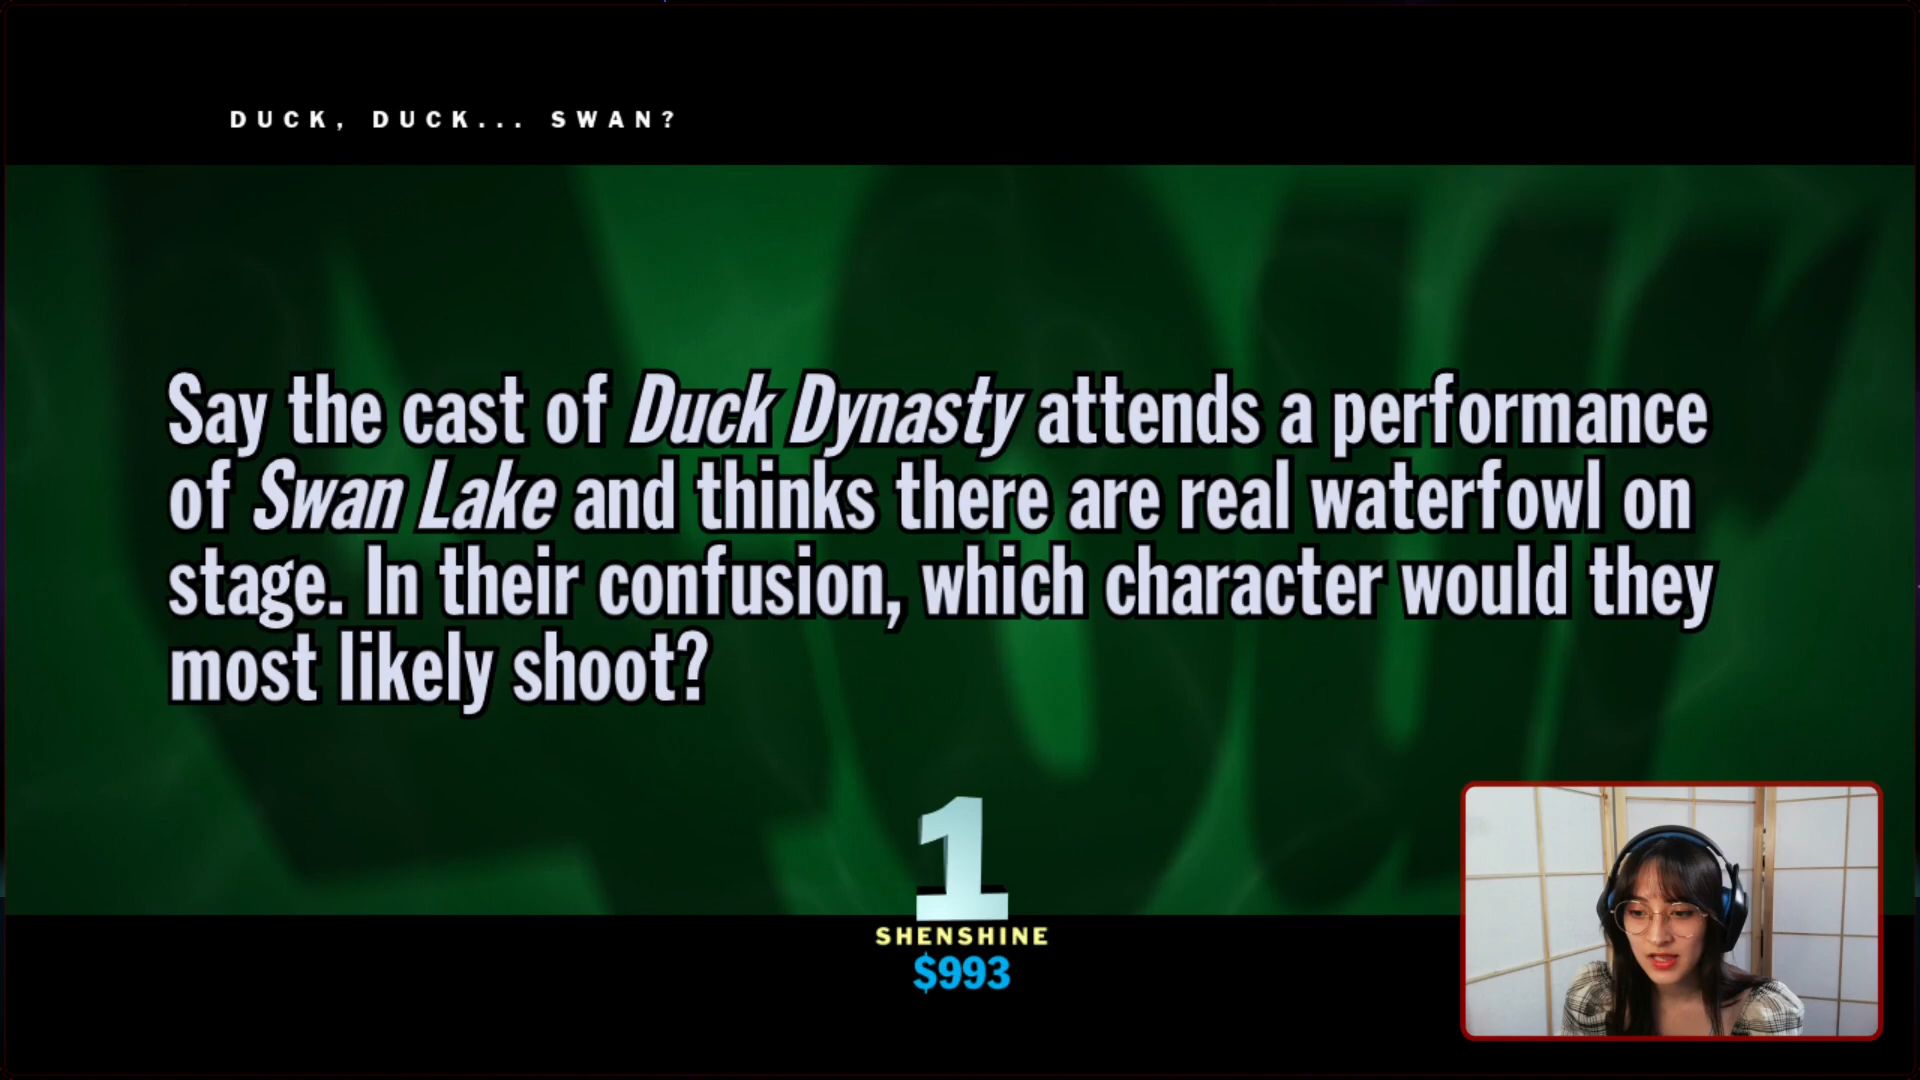 DUCK, DUCK... SWAN?
Say the cast of Duck Dynasty attends a performance
of Swan Lake and thinks there are real waterfowl on
stage. In their confusion, which character would they
most likely shoot?
1
SHENSHINE
$993